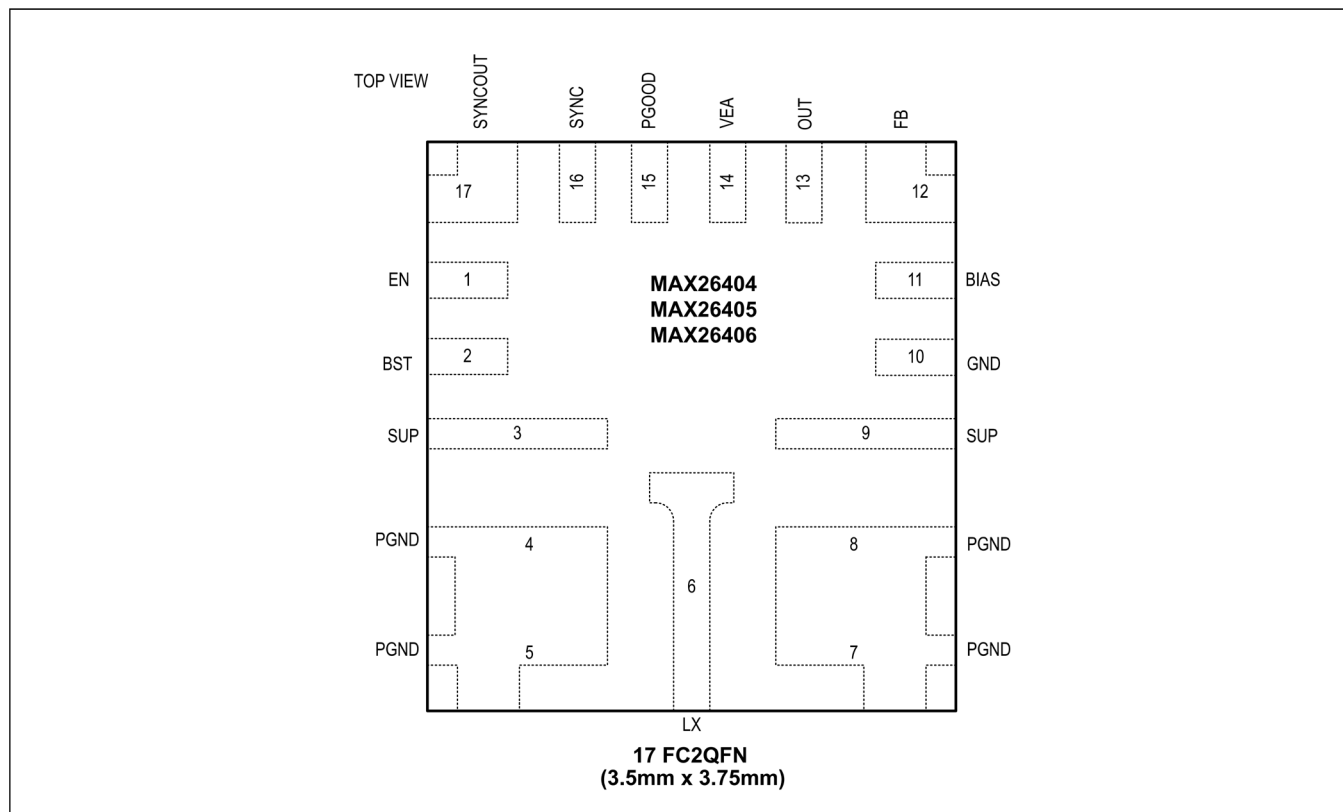 TOP VIEW
SYNCOUT
SYNC
PGOOD
VEA
OUT
FB
17
16
15
14
13
12
EN
1
MAX26404
11
BIAS
MAX26405
MAX26406
BST
2
10
GND
SUP
3
9
SUP
PGND
4
8
PGND
6
PGND
5
7
PGND
LX
17 FC2QFN
(3.5mm x 3.75mm)